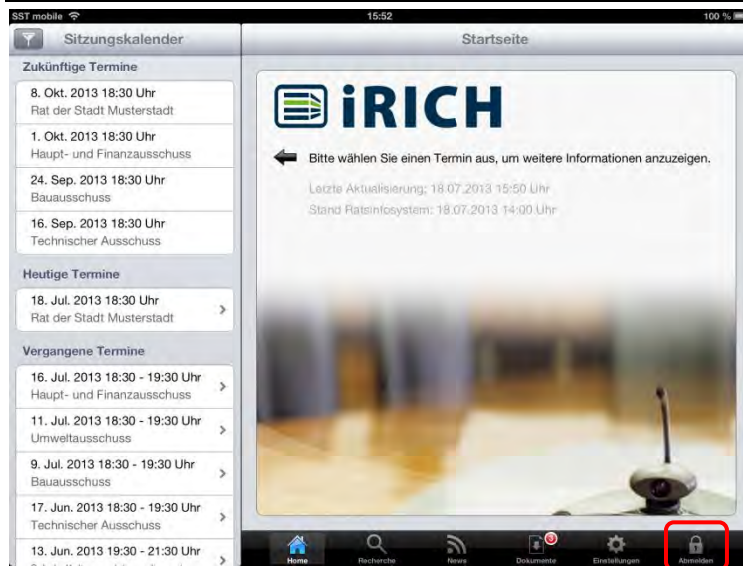 SST mobile 15:52 100 %
Sitzungskalender
Zukünftige Termine
8. Okt. 2013 18:30 Uhr
Rat der Stadt Musterstadt
1. Okt. 2013 18:30 Uhr
Haupt- und Finanzausschuss
24. Sep. 2013 18:30 Uhr
Bauausschuss
16. Sep. 2013 18:30 Uhr
Technischer Ausschuss
Heutige Termine
18. Jul. 2013 18:30 Uhr
Rat der Stadt Musterstadt
Vergangene Termine
16. Jul. 2013 18:30 - 19:30 Uhr
Haupt- und Finanzausschuss
11. Jul. 2013 18:30 - 19:30 Uhr
Umweltausschuss
9. Jul. 2013 18:30 - 19:30 Uhr
Bauausschuss
17. Jun. 2013 18:30 - 19:30 Uhr
Technischer Ausschuss
13. Jun. 2013 19:30 - 21:30 Uhr
Startseite
iRICH
Bitte wählen Sie einen Termin aus, um weitere Informationen anzuzeigen.
Letzte Aktualisierung: 18.07.2013 15:50 Uhr
Stand Ratsinfosystem: 18.07.2013 14:00 Uhr
3
Home Recherche News Dokumente Einstellungen Abmelden